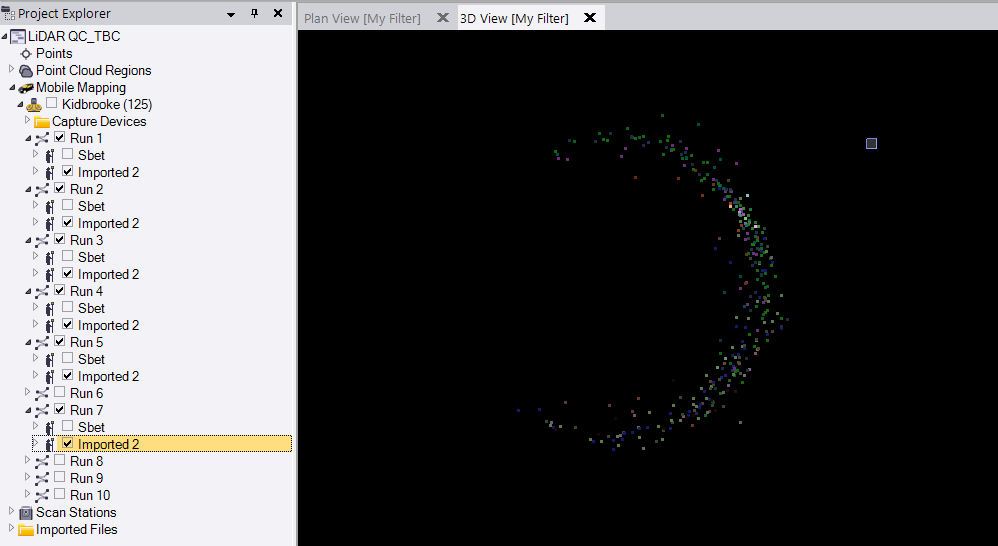 Project Explorer
Plan View [My Filter]
3D View [My Filter]
LiDAR QC_TBC
Points
Point Cloud Regions
Mobile Mapping
Kidbrooke (125)
Capture Devices
Run 1
Sbet
Imported 2
Run 2
Sbet
Imported 2
Run 3
Sbet
Imported 2
Run 4
Sbet
Imported 2
Run 5
Sbet
Imported 2
Run 6
Run 7
Sbet
Imported 2
Run 8
Run 9
Run 10
Scan Stations
Imported Files